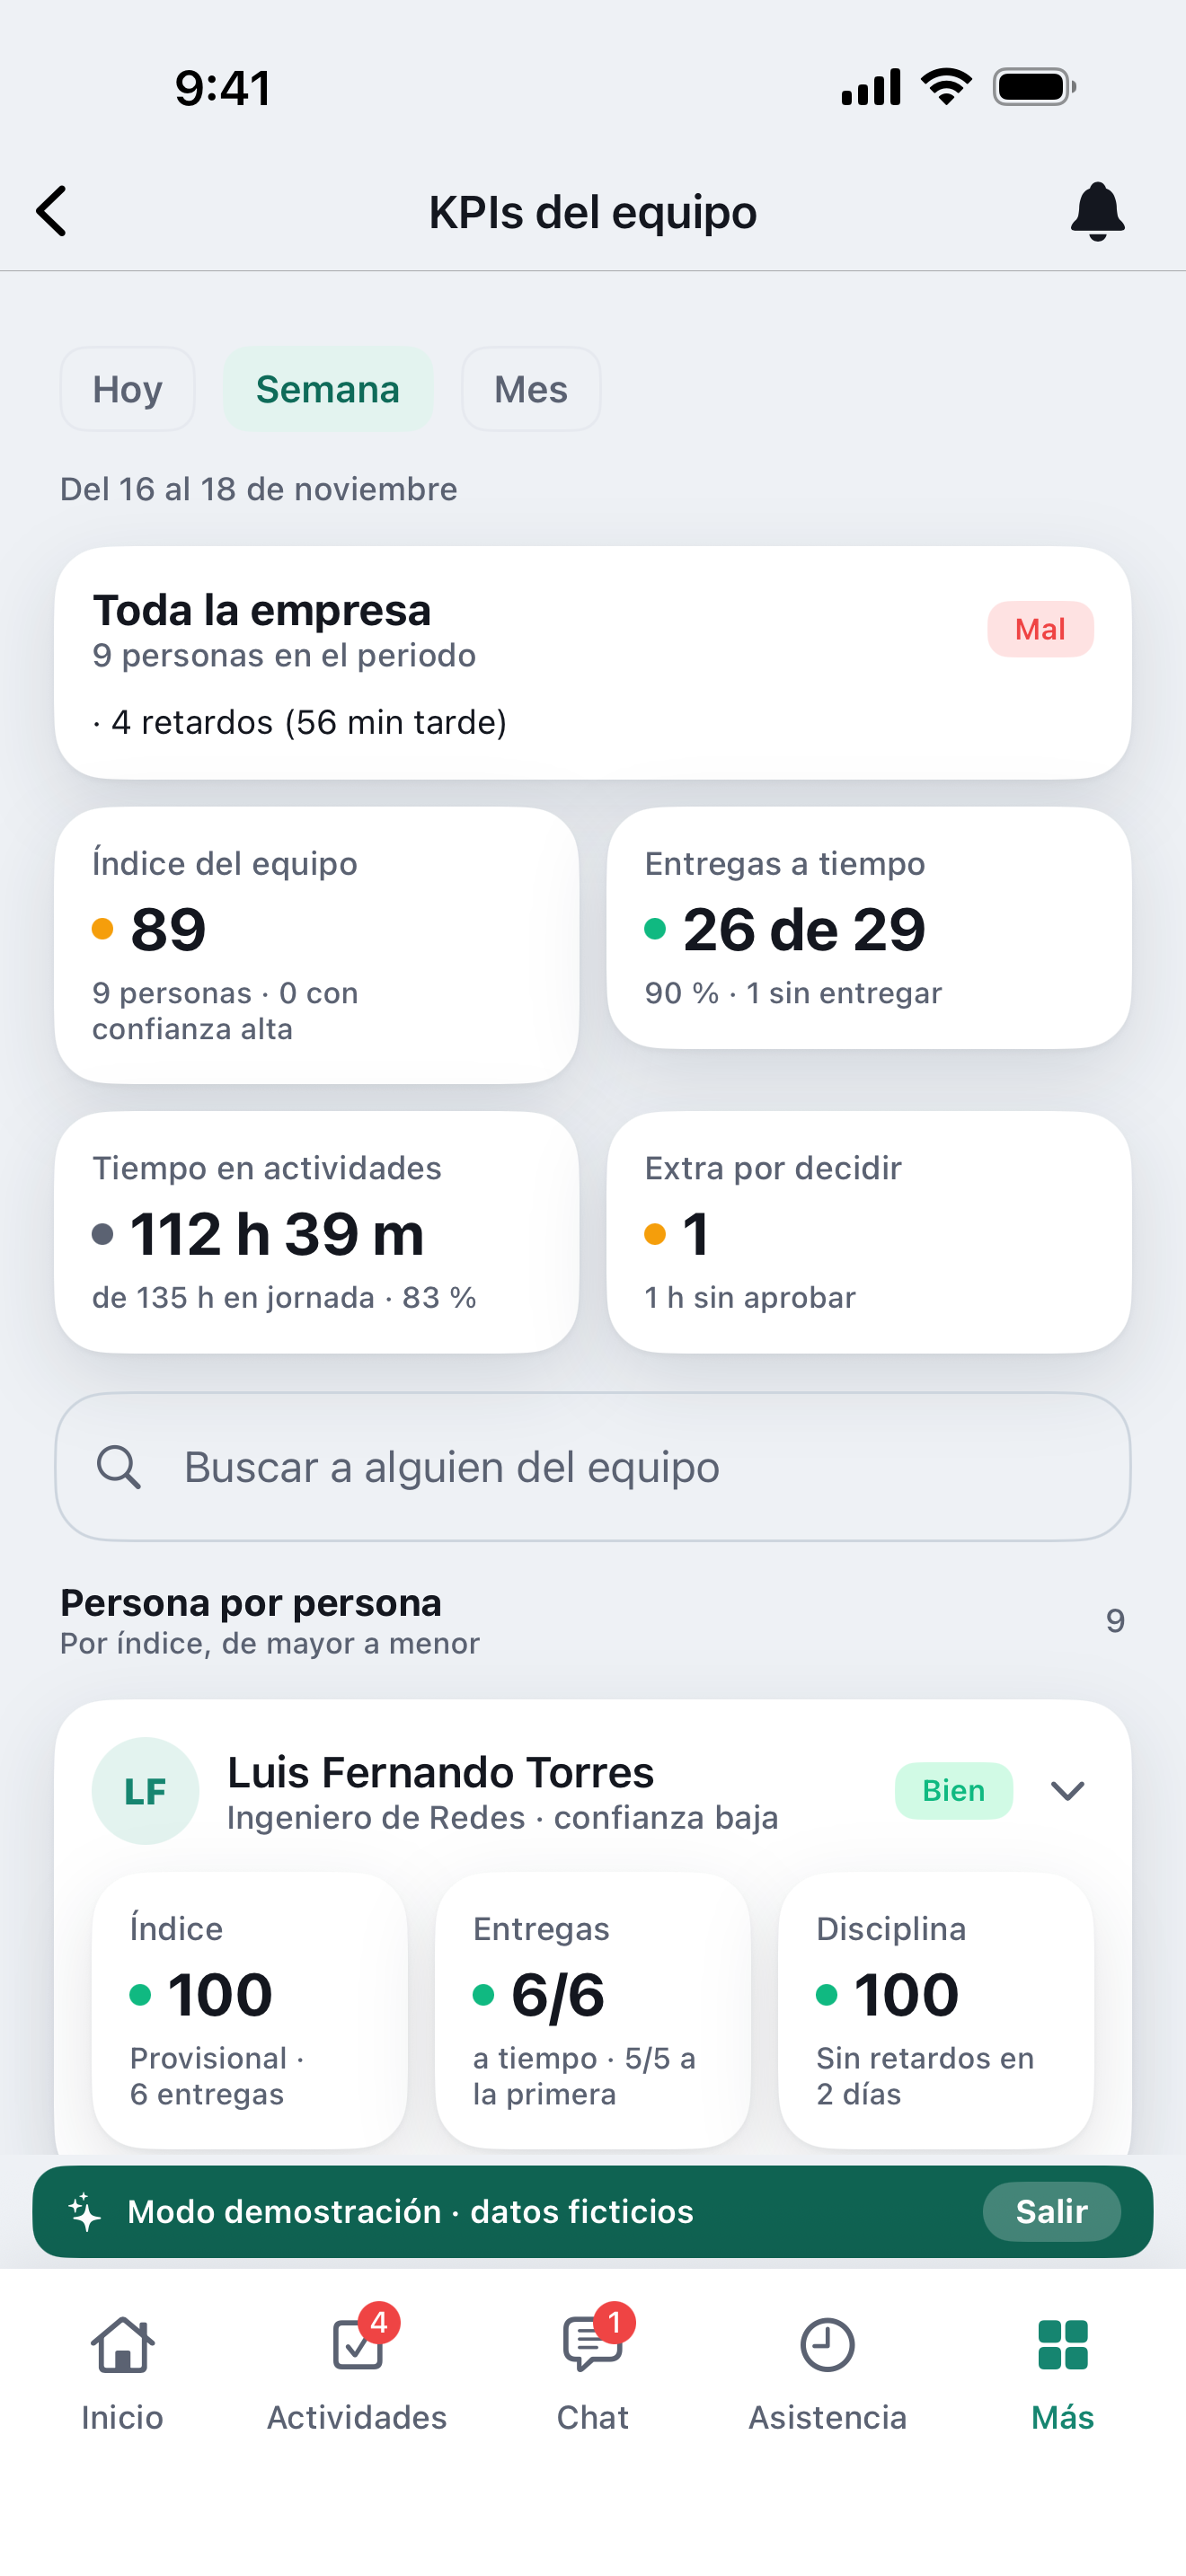 9:41
KPIs del equipo
Hoy
Semana
Mes
Del 16 al 18 de noviembre
Toda la empresa
9 personas en el periodo
Mal
· 4 retardos (56 min tarde)
Índice del equipo
89
9 personas · 0 con
confianza alta
Entregas a tiempo
26 de 29
90 % · 1 sin entregar
Tiempo en actividades
112 h 39 m
de 135 h en jornada · 83 %
Extra por decidir
1
1 h sin aprobar
Buscar a alguien del equipo
Persona por persona
Por índice, de mayor a menor
9
LF
Luis Fernando Torres
Ingeniero de Redes · confianza baja
Bien
Índice
100
Provisional ·
6 entregas
Entregas
6/6
a tiempo · 5/5 a
la primera
Disciplina
100
Sin retardos en
2 días
Modo demostración · datos ficticios
Salir
Inicio
4
Actividades
1
Chat
Asistencia
Más